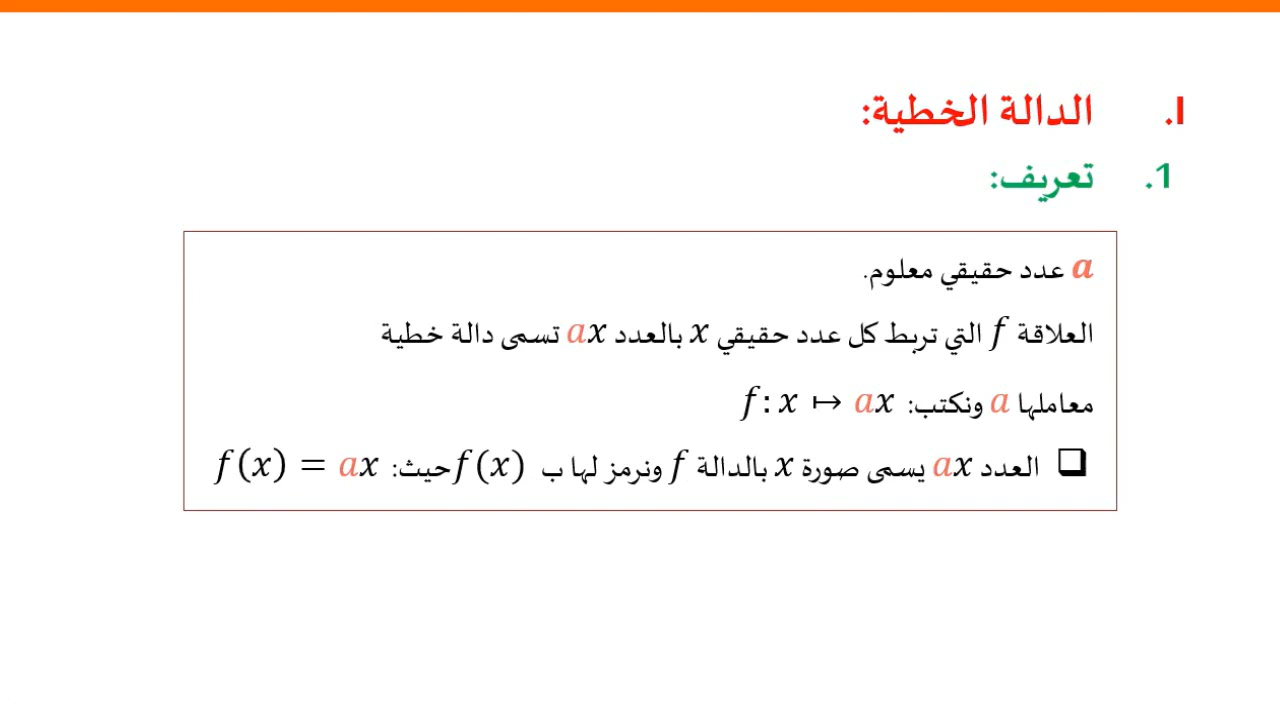 I. الدالة الخطية:
1. تعريف:
a عدد حقيقي معلوم.
العلاقة f التي تربط كل عدد حقيقي x بالعدد ax تسمى دالة خطية
معاملها a ونكتب: f: x ↦ ax
❑ العدد ax يسمى صورة x بالدالة f ونرمز لها ب f(x) حيث: f(x) = ax